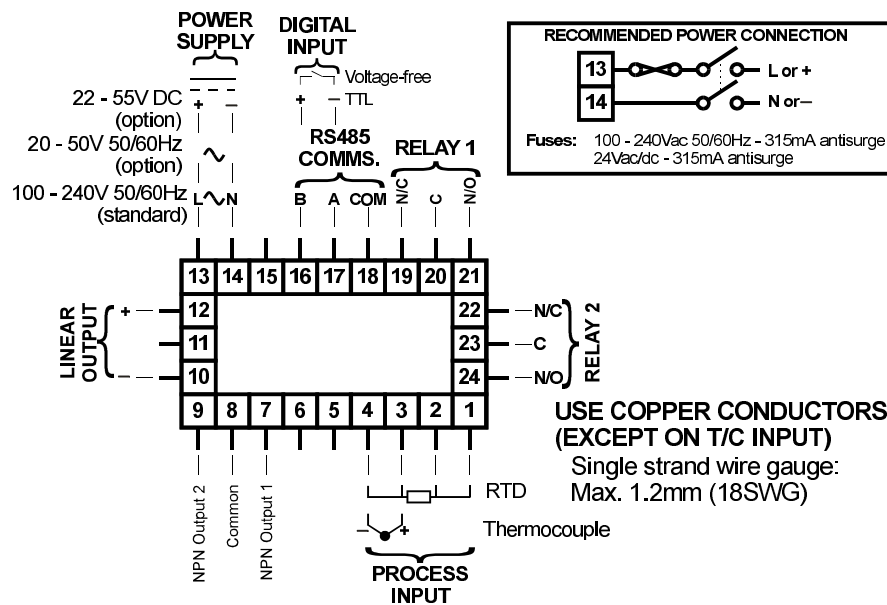 POWER
SUPPLY
22 - 55V DC
(option)
+ –
20 - 50V 50/60Hz
(option)
100 - 240V 50/60Hz
(standard)
L N
DIGITAL
INPUT
Voltage-free
+ – TTL
RS485
COMMS.
B A COM
RELAY 1
N/C C N/O
RECOMMENDED POWER CONNECTION
13 L or +
14 N or –
Fuses: 100 - 240Vac 50/60Hz - 315mA antisurge
24Vac/dc - 315mA antisurge
13 14 15 16 17 18 19 20 21
12 22
11 23
10 24
9 8 7 6 5 4 3 2 1
LINEAR
OUTPUT
+
–
N/C
C
N/O
RELAY 2
USE COPPER CONDUCTORS
(EXCEPT ON T/C INPUT)
Single strand wire gauge:
Max. 1.2mm (18SWG)
NPN Output 2
Common
NPN Output 1
RTD
– + Thermocouple
PROCESS
INPUT